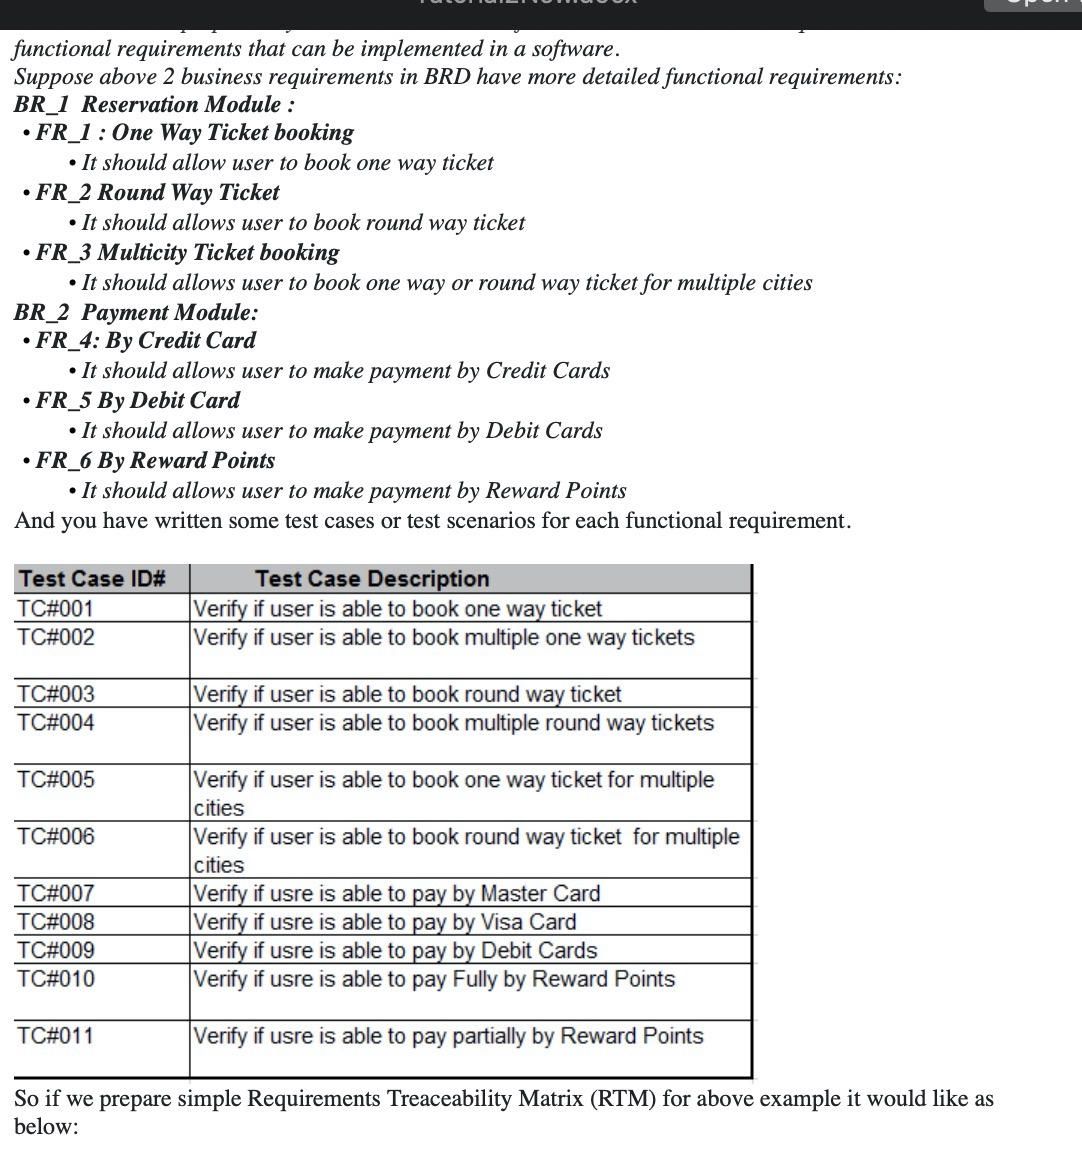 functional requirements that can be implemented in a software.
Suppose above 2 business requirements in BRD have more detailed functional requirements:
BR_1 Reservation Module :
• FR_1 : One Way Ticket booking
• It should allow user to book one way ticket
• FR_2 Round Way Ticket
• It should allows user to book round way ticket
• FR_3 Multicity Ticket booking
• It should allows user to book one way or round way ticket for multiple cities
BR_2 Payment Module:
• FR_4: By Credit Card
• It should allows user to make payment by Credit Cards
• FR_5 By Debit Card
• It should allows user to make payment by Debit Cards
• FR_6 By Reward Points
• It should allows user to make payment by Reward Points
And you have written some test cases or test scenarios for each functional requirement.
Test Case ID# Test Case Description
TC#001 Verify if user is able to book one way ticket
TC#002 Verify if user is able to book multiple one way tickets
TC#003 Verify if user is able to book round way ticket
TC#004 Verify if user is able to book multiple round way tickets
TC#005 Verify if user is able to book one way ticket for multiple
cities
TC#006 Verify if user is able to book round way ticket for multiple
cities
TC#007 Verify if usre is able to pay by Master Card
TC#008 Verify if usre is able to pay by Visa Card
TC#009 Verify if usre is able to pay by Debit Cards
TC#010 Verify if usre is able to pay Fully by Reward Points
TC#011 Verify if usre is able to pay partially by Reward Points
So if we prepare simple Requirements Treaceability Matrix (RTM) for above example it would like as
below: